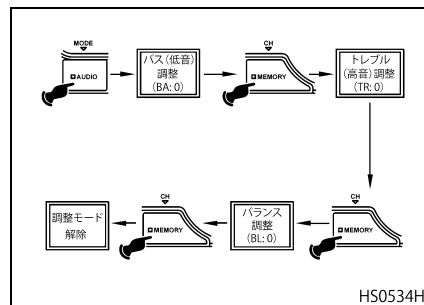 MODE
AUDIO
バス(低音)
調整
(BA: 0)
CH
MEMORY
トレブル
(高音)調整
(TR: 0)
CH
MEMORY
バランス
調整
(BL: 0)
CH
MEMORY
調整モード
解除
HS0534H